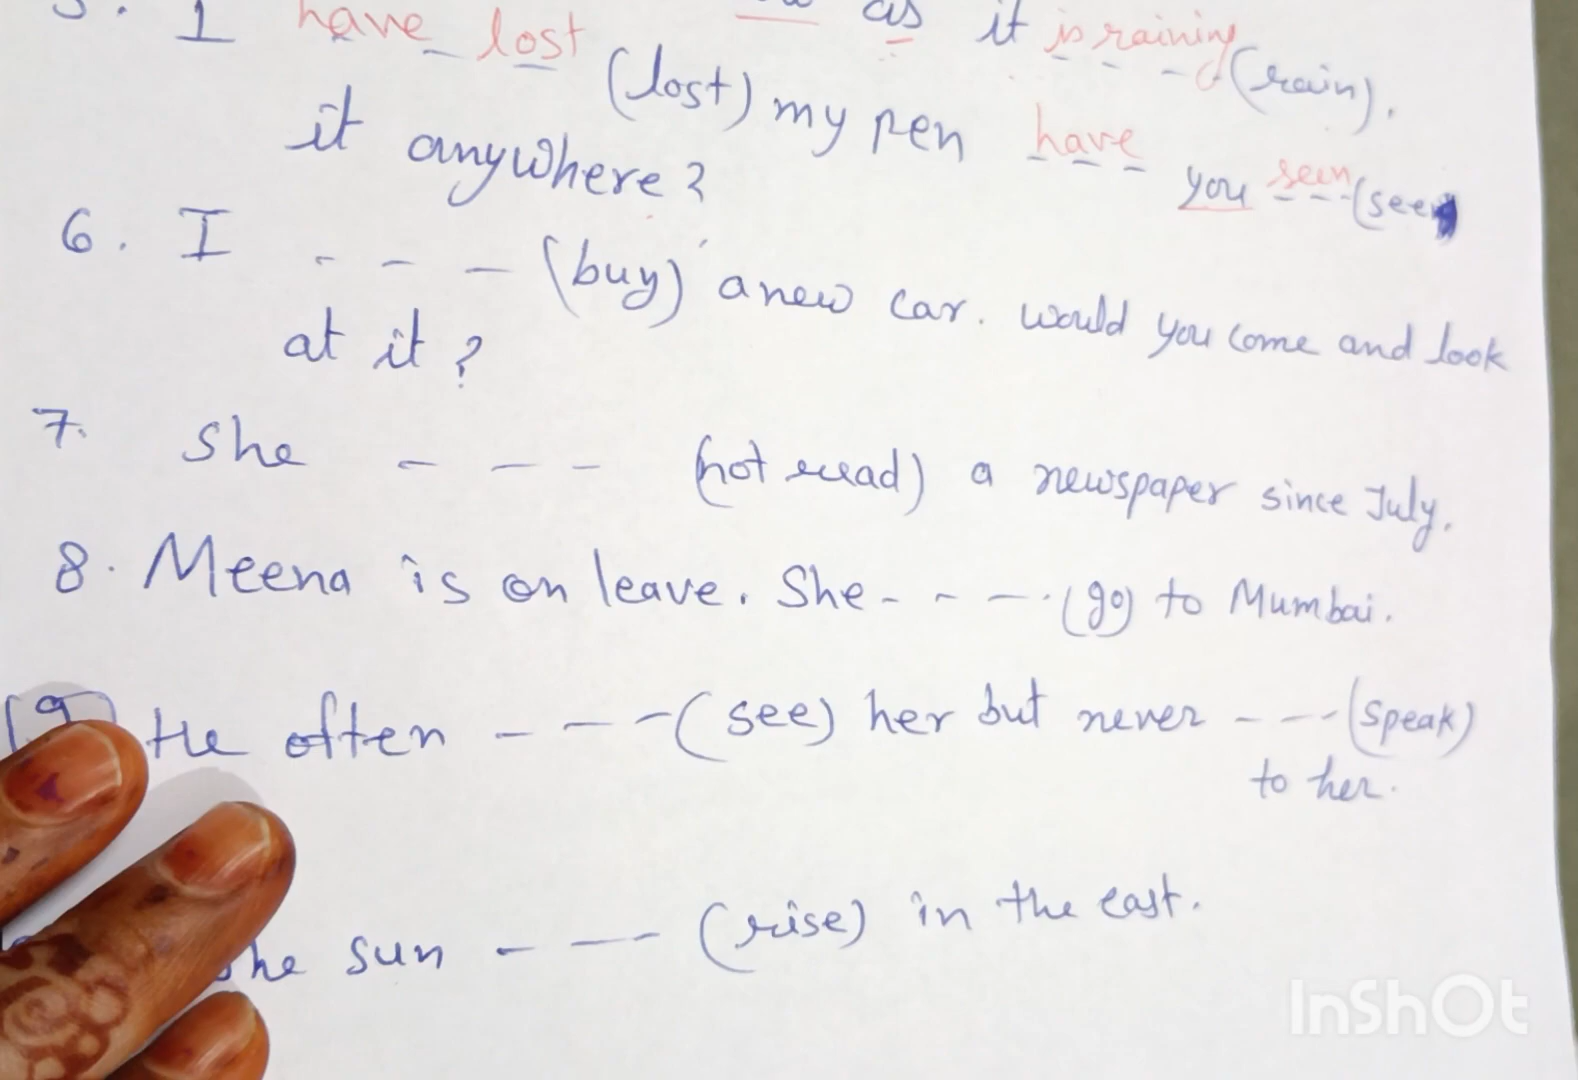 5. I have lost (lost) my pen have you seen (see
as it is raining (rain).
it anywhere?
6. I - - - (buy) a new car. would you come and look
at it?
7. She - - - (not read) a newspaper since July.
8. Meena is on leave. She - - - (go) to Mumbai.
9 He often - - - (see) her but never - - - (speak)
to her.
he sun - - - (rise) in the east.
InShOt